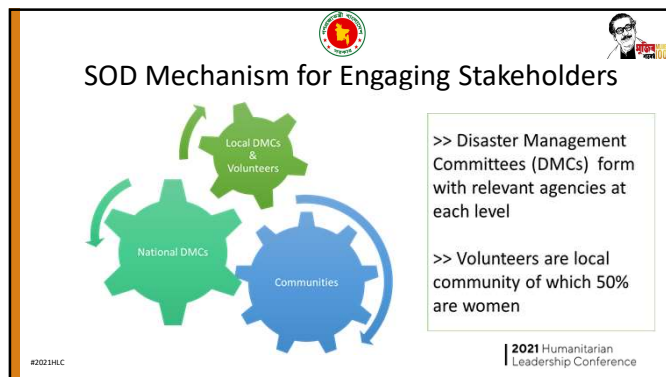 SOD Mechanism for Engaging Stakeholders
Local DMCs
&
Volunteers
National DMCs
Communities
>> Disaster Management
Committees (DMCs) form
with relevant agencies at
each level
>> Volunteers are local
community of which 50%
are women
#2021HLC
2021 Humanitarian
Leadership Conference